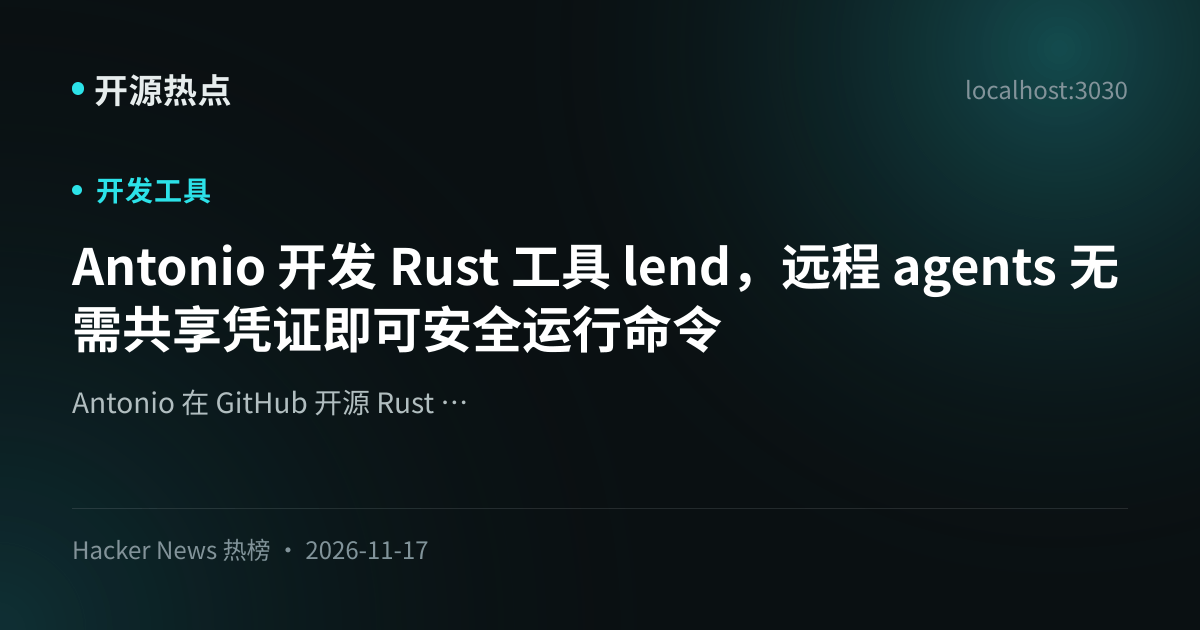 开源热点
localhost:3030
开发工具
Antonio 开发 Rust 工具 lend，远程 agents 无
需共享凭证即可安全运行命令
Antonio 在 GitHub 开源 Rust …
Hacker News 热榜 · 2026-11-17